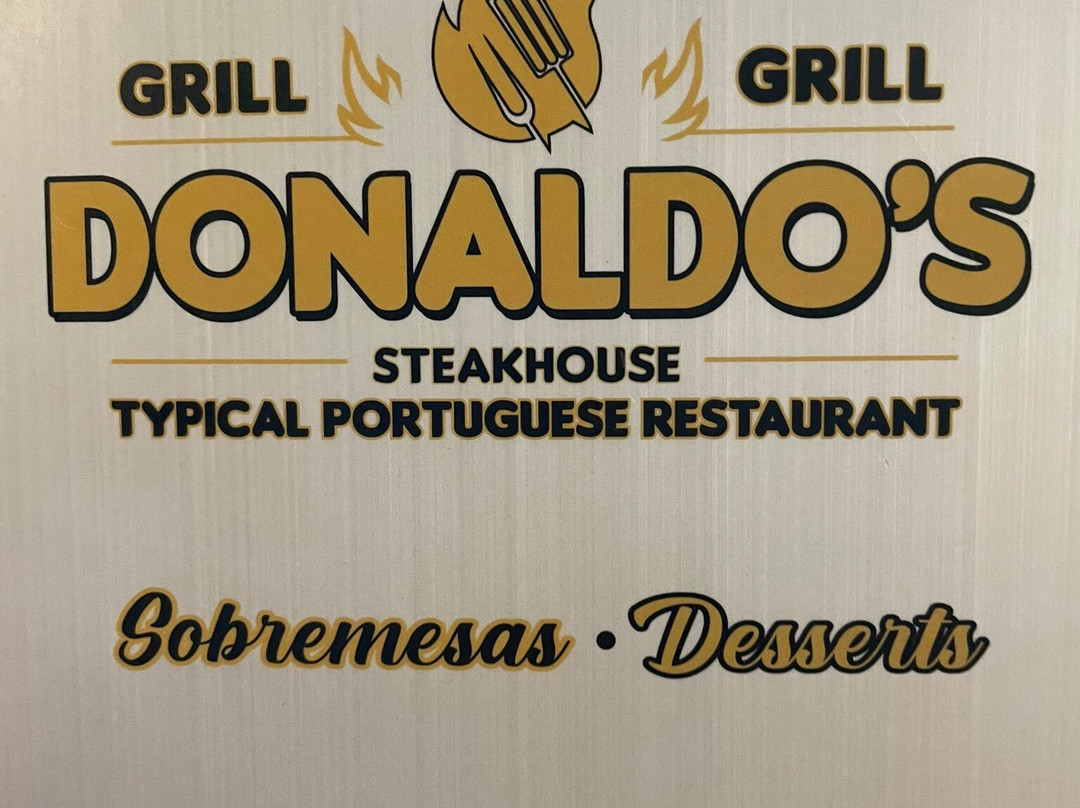 GRILL GRILL
DONALDO'S
STEAKHOUSE
TYPICAL PORTUGUESE RESTAURANT
Sobremesas • Desserts